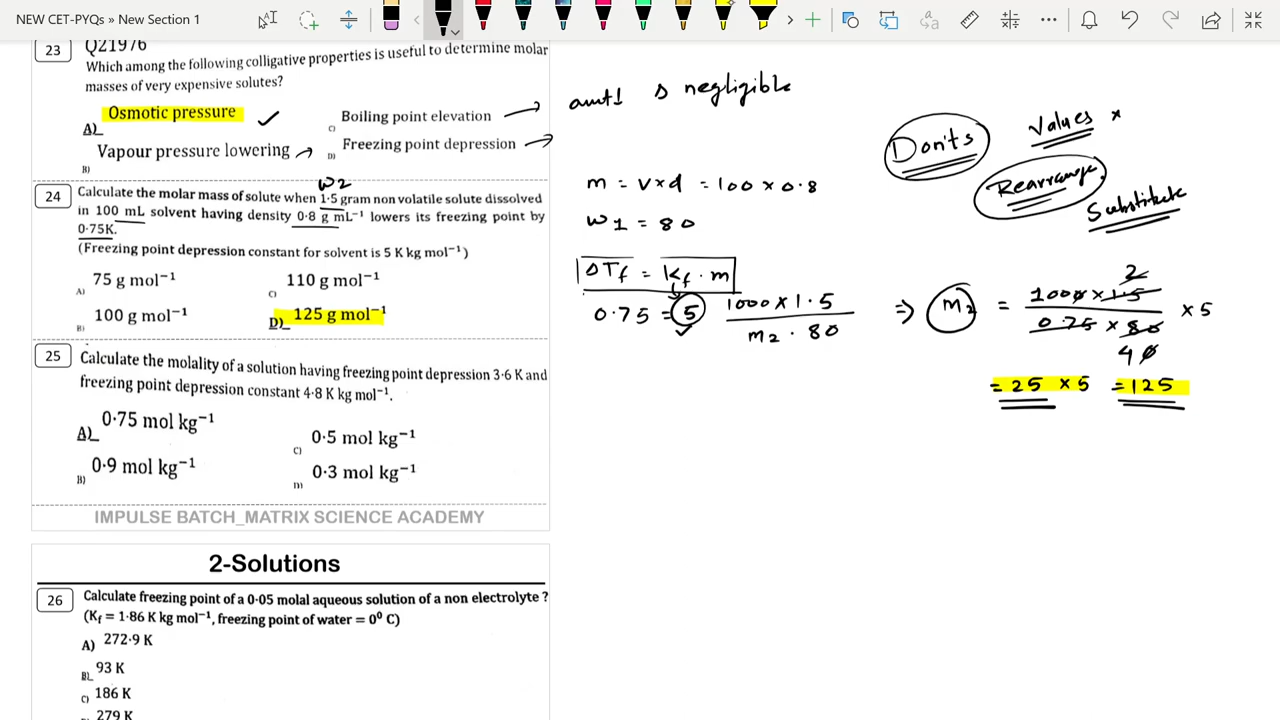 NEW CET-PYQs » New Section 1
23
Q21976
Which among the following colligative properties is useful to determine molar
masses of very expensive solutes?
A) Osmotic pressure
C) Boiling point elevation
B) Vapour pressure lowering
D) Freezing point depression
negligible
Don'ts
Values ×
Rearrange
Substitute
W2
24
Calculate the molar mass of solute when 1·5 gram non volatile solute dissolved
in 100 mL solvent having density 0·8 g mL⁻¹ lowers its freezing point by
0·75K.
(Freezing point depression constant for solvent is 5 K kg mol⁻¹)
A) 75 g mol⁻¹
C) 110 g mol⁻¹
B) 100 g mol⁻¹
D) 125 g mol⁻¹
m = v×d = 100 × 0·8
W1 = 80
ΔTf = Kf · m
0·75 = 5 1000 × 1·5
m2 · 80
⇒ m2 = 1000 × 1·5 2
0·75 × 80 × 5
40
= 25 × 5 = 125
25
Calculate the molality of a solution having freezing point depression 3·6 K and
freezing point depression constant 4·8 K kg mol⁻¹.
A) 0·75 mol kg⁻¹
C) 0·5 mol kg⁻¹
B) 0·9 mol kg⁻¹
D) 0·3 mol kg⁻¹
IMPULSE BATCH_MATRIX SCIENCE ACADEMY
2-Solutions
26
Calculate freezing point of a 0·05 molal aqueous solution of a non electrolyte ?
(Kf = 1·86 K kg mol⁻¹, freezing point of water = 0⁰ C)
A) 272·9 K
B) 93 K
C) 186 K
279 K